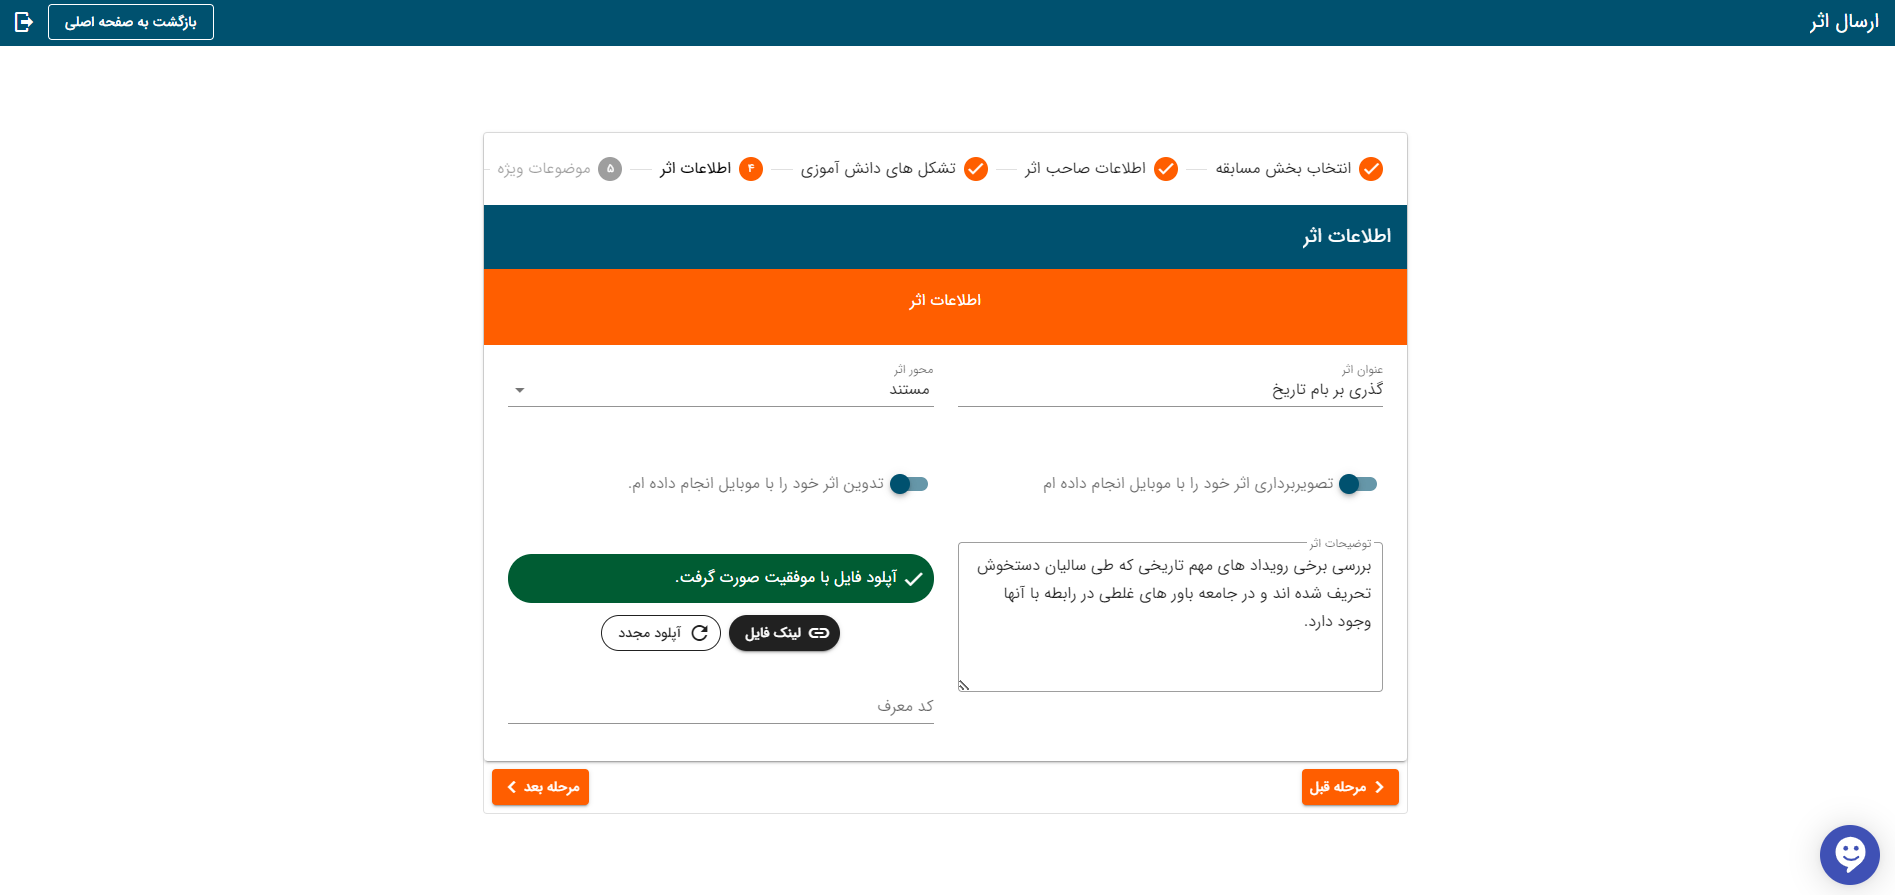 ارسال اثر
بازگشت به صفحه اصلی
انتخاب بخش مسابقه
اطلاعات صاحب اثر
تشکل های دانش آموزی
۴ اطلاعات اثر
۵ موضوعات ویژه
اطلاعات اثر
اطلاعات اثر
عنوان اثر
گذری بر بام تاریخ
محور اثر
مستند
تصویربرداری اثر خود را با موبایل انجام داده ام
تدوین اثر خود را با موبایل انجام داده ام.
توضیحات اثر
بررسی برخی رویداد های مهم تاریخی که طی سالیان دستخوش
تحریف شده اند و در جامعه باور های غلطی در رابطه با آنها
وجود دارد.
آپلود فایل با موفقیت صورت گرفت.
لینک فایل
آپلود مجدد
کد معرف
مرحله قبل
مرحله بعد